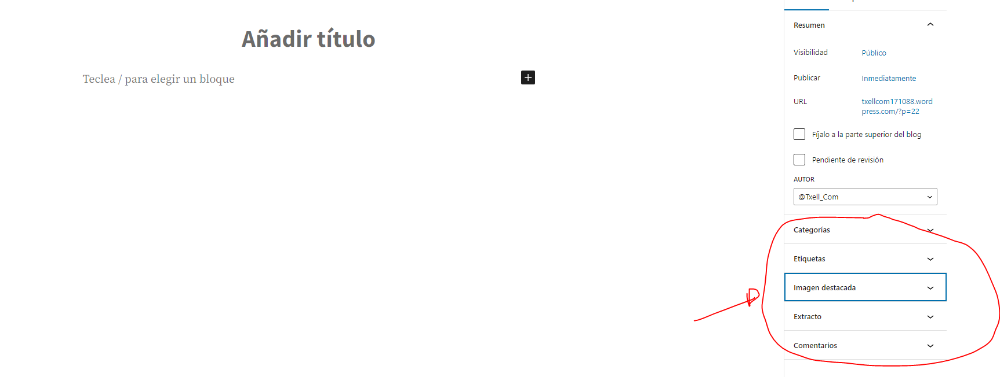 Añadir título
Teclea / para elegir un bloque
Resumen
Visibilidad Público
Publicar Inmediatamente
URL txellcom171088.word
press.com/?p=22
Fíjalo a la parte superior del blog
Pendiente de revisión
AUTOR
@Txell_Com
Categorías
Etiquetas
Imagen destacada
Extracto
Comentarios